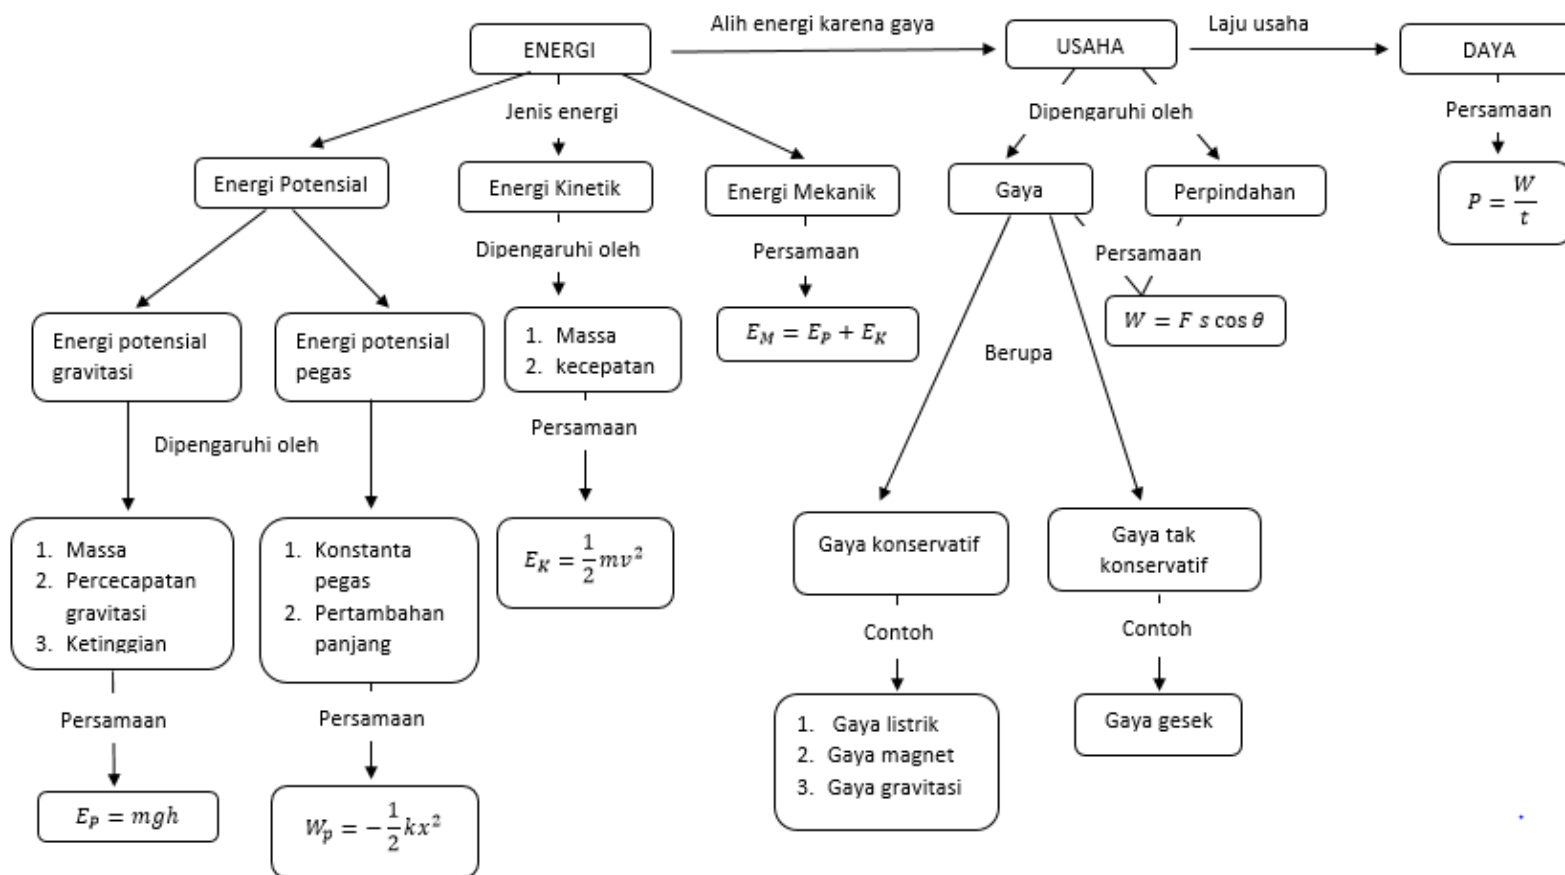 ENERGI
Alih energi karena gaya
USAHA
Laju usaha
DAYA
Jenis energi
Dipengaruhi oleh
Persamaan
Energi Potensial
Energi Kinetik
Energi Mekanik
Gaya
Perpindahan
P = W/t
Dipengaruhi oleh
Persamaan
Persamaan
Energi potensial
gravitasi
Energi potensial
pegas
1. Massa
2. kecepatan
E_M = E_P + E_K
W = F s cos θ
Berupa
Dipengaruhi oleh
Persamaan
1. Massa
2. Percecapatan
gravitasi
3. Ketinggian
1. Konstanta
pegas
2. Pertambahan
panjang
E_K = 1/2 mv²
Gaya konservatif
Gaya tak
konservatif
Contoh
Contoh
Persamaan
Persamaan
1. Gaya listrik
2. Gaya magnet
3. Gaya gravitasi
Gaya gesek
E_P = mgh
W_p = −1/2 kx²